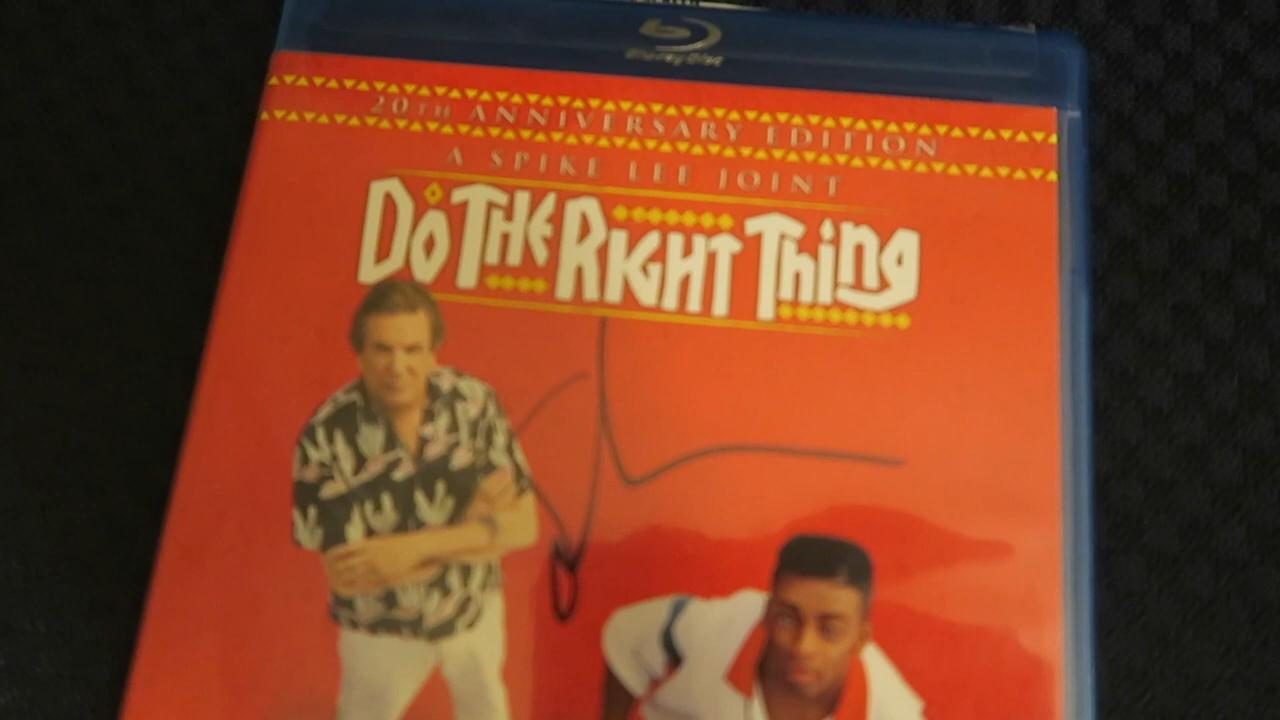 Blu-ray Disc
20TH ANNIVERSARY EDITION
A SPIKE LEE JOINT
DO THE RIGHT THiNg